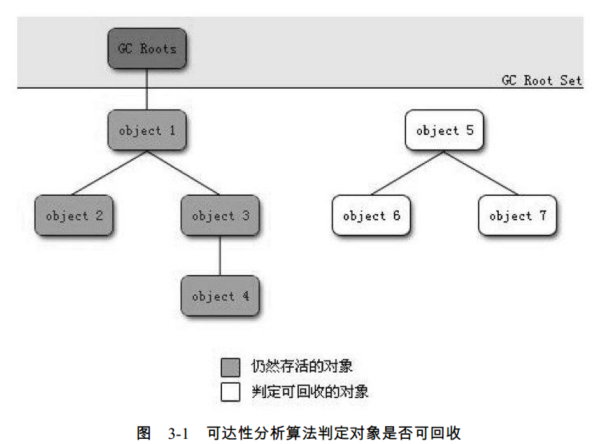 GC Roots
GC Root Set
object 1
object 5
object 2
object 3
object 6
object 7
object 4
仍然存活的对象
判定可回收的对象
图 3-1 可达性分析算法判定对象是否可回收